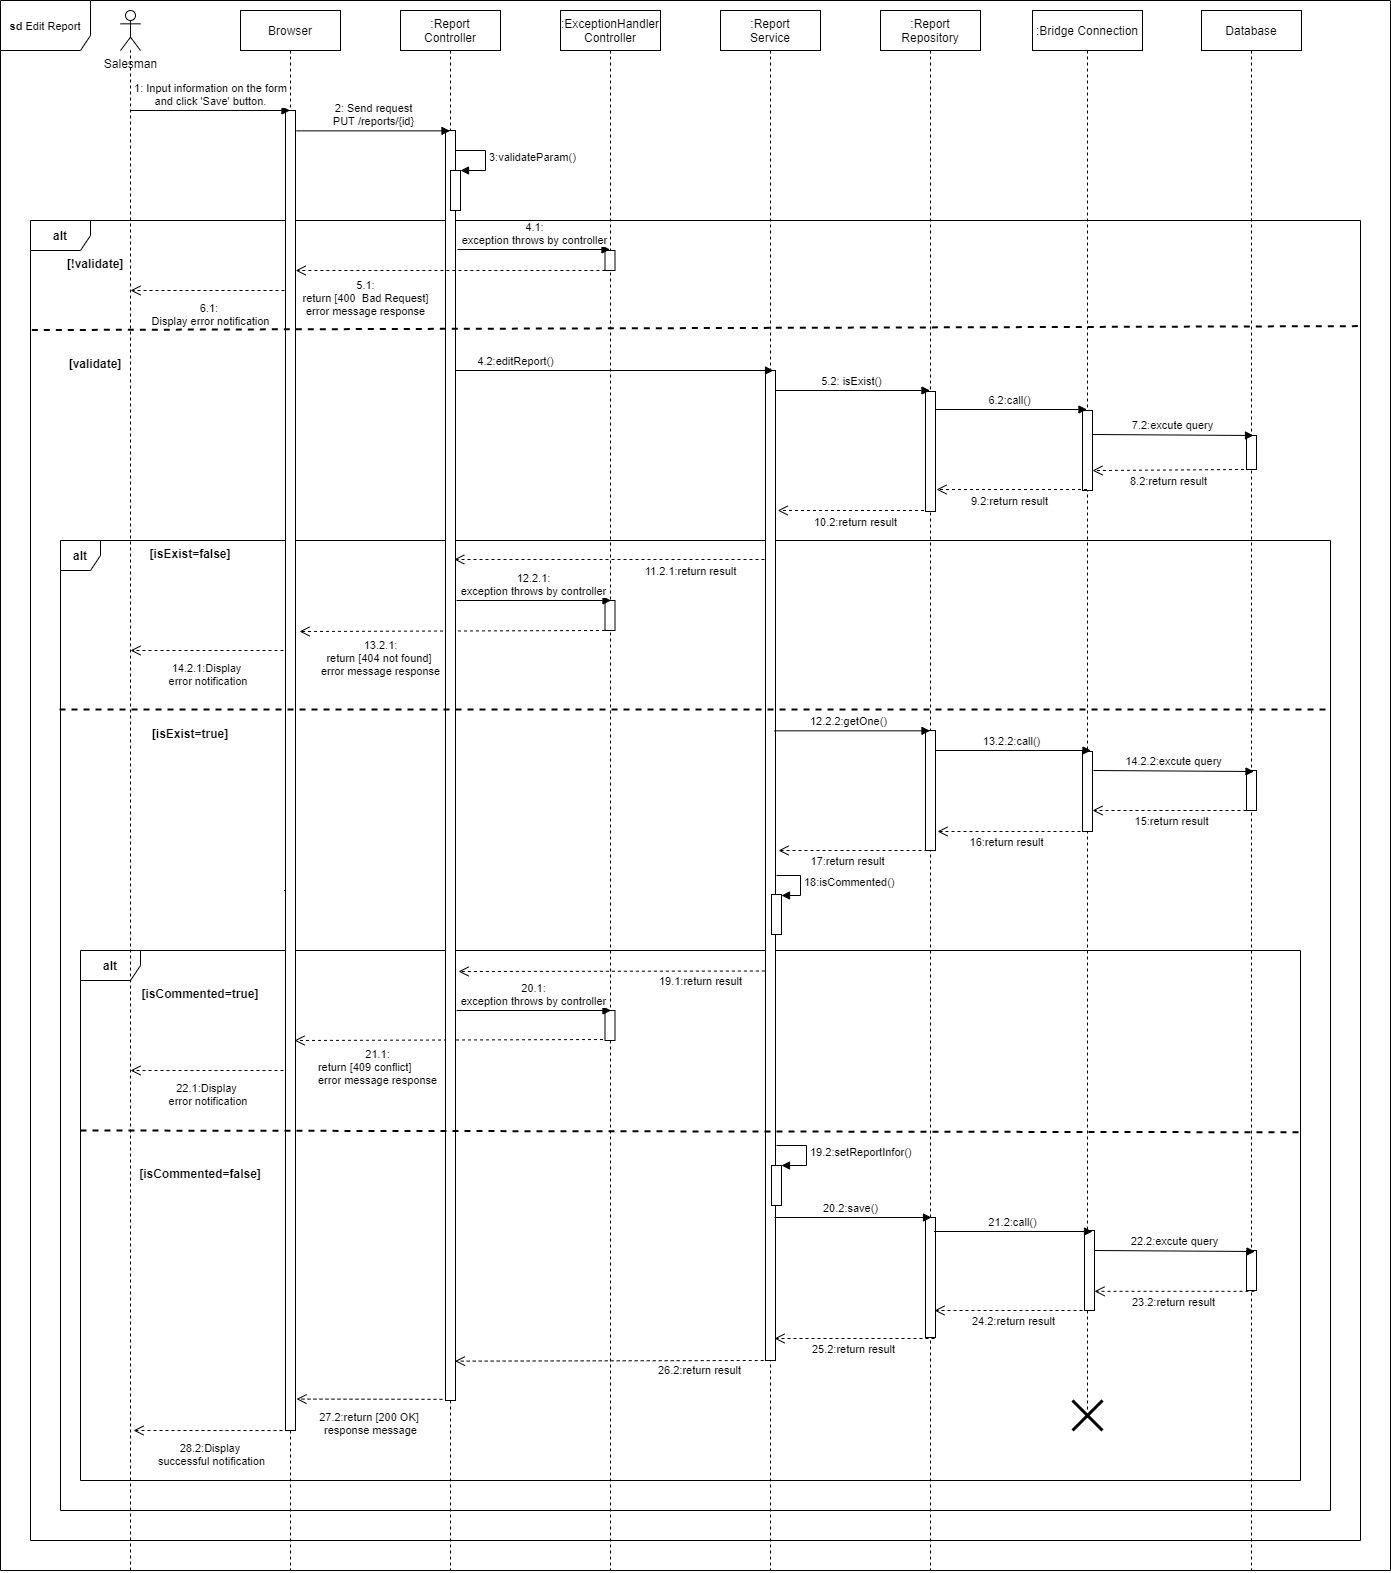 sd Edit Report
Salesman
Browser
:Report
Controller
:ExceptionHandler
Controller
:Report
Service
:Report
Repository
:Bridge Connection
Database
1: Input information on the form
and click 'Save' button.
2: Send request
PUT /reports/{id}
3:validateParam()
alt
[!validate]
4.1:
exception throws by controller
5.1:
return [400 Bad Request]
error message response
6.1:
Display error notification
[validate]
4.2:editReport()
5.2: isExist()
6.2:call()
7.2:excute query
8.2:return result
9.2:return result
10.2:return result
alt
[isExist=false]
11.2.1:return result
12.2.1:
exception throws by controller
13.2.1:
return [404 not found]
error message response
14.2.1:Display
error notification
[isExist=true]
12.2.2:getOne()
13.2.2:call()
14.2.2:excute query
15:return result
16:return result
17:return result
18:isCommented()
alt
[isCommented=true]
19.1:return result
20.1:
exception throws by controller
21.1:
return [409 conflict]
error message response
22.1:Display
error notification
[isCommented=false]
19.2:setReportInfor()
20.2:save()
21.2:call()
22.2:excute query
23.2:return result
24.2:return result
25.2:return result
26.2:return result
27.2:return [200 OK]
response message
28.2:Display
successful notification